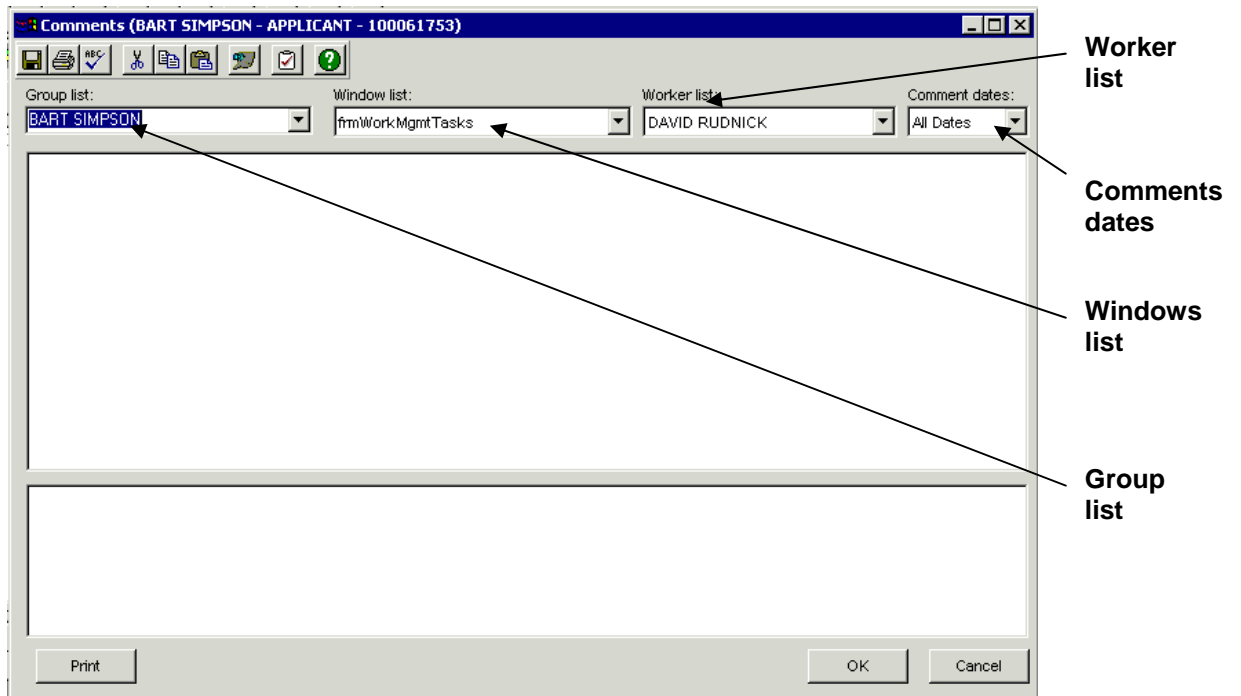 Comments (BART SIMPSON - APPLICANT - 100061753)
ABC
Group list:
Window list:
Worker list:
Comment dates:
BART SIMPSON
frmWorkMgmtTasks
DAVID RUDNICK
All Dates
Worker
list
Comments
dates
Windows
list
Group
list
Print
OK
Cancel